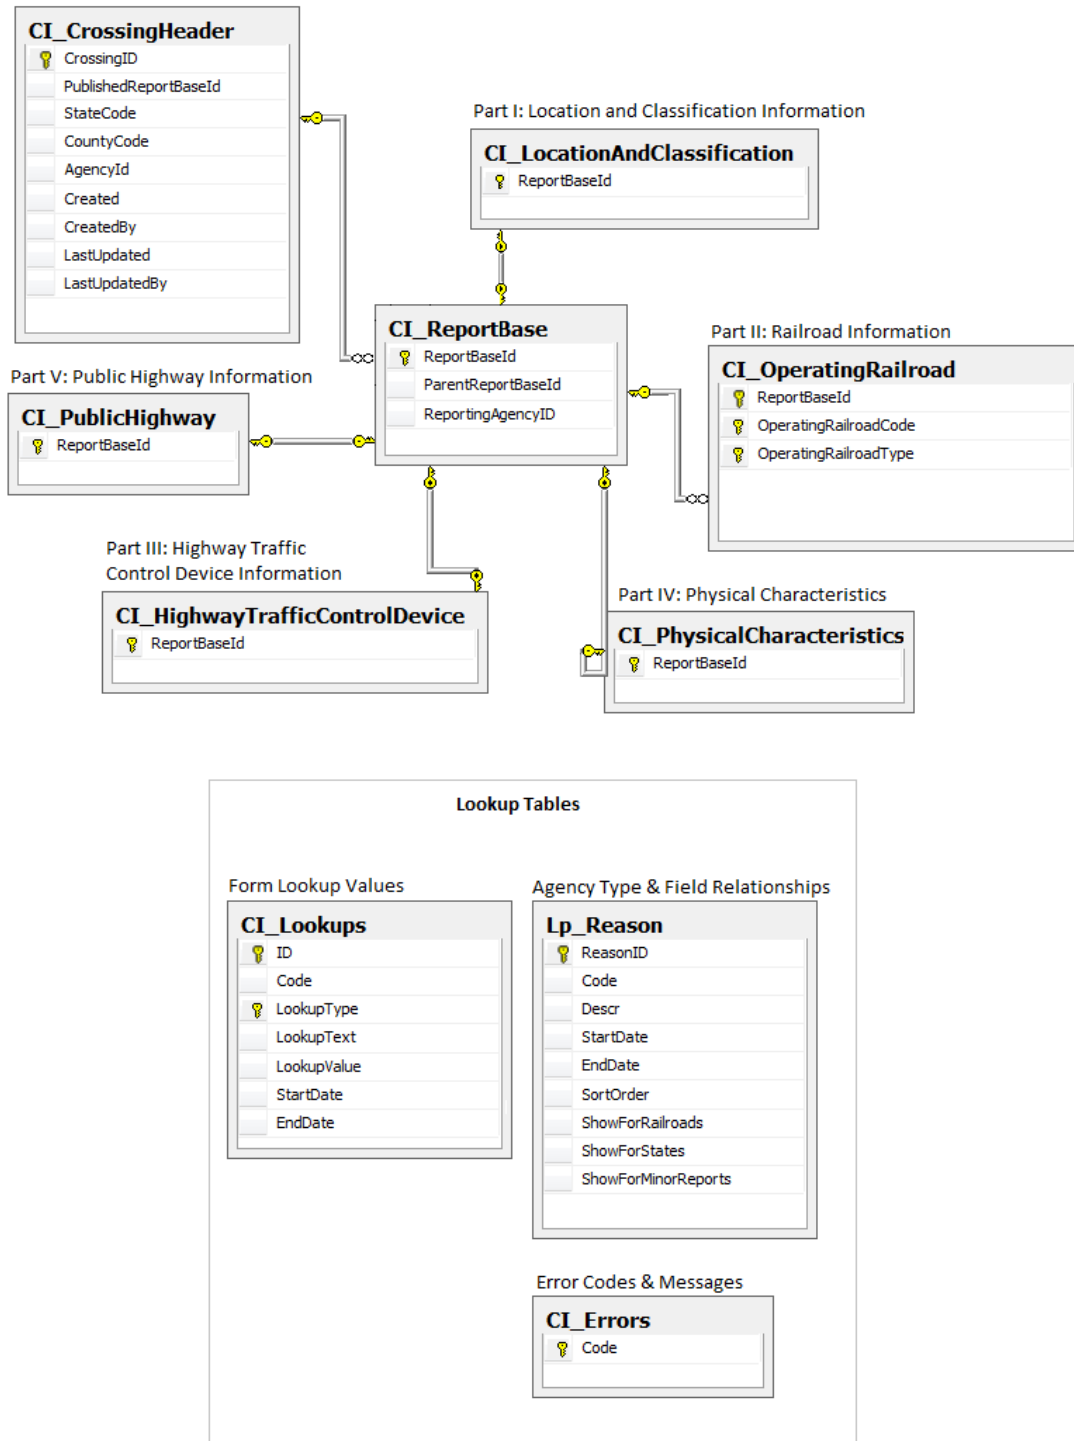 CI_CrossingHeader
CrossingID
PublishedReportBaseId
StateCode
CountyCode
AgencyId
Created
CreatedBy
LastUpdated
LastUpdatedBy
Part I: Location and Classification Information
CI_LocationAndClassification
ReportBaseId
CI_ReportBase
ReportBaseId
ParentReportBaseId
ReportingAgencyID
Part II: Railroad Information
CI_OperatingRailroad
ReportBaseId
OperatingRailroadCode
OperatingRailroadType
Part V: Public Highway Information
CI_PublicHighway
ReportBaseId
Part III: Highway Traffic
Control Device Information
CI_HighwayTrafficControlDevice
ReportBaseId
Part IV: Physical Characteristics
CI_PhysicalCharacteristics
ReportBaseId
Lookup Tables
Form Lookup Values
CI_Lookups
ID
Code
LookupType
LookupText
LookupValue
StartDate
EndDate
Agency Type & Field Relationships
Lp_Reason
ReasonID
Code
Descr
StartDate
EndDate
SortOrder
ShowForRailroads
ShowForStates
ShowForMinorReports
Error Codes & Messages
CI_Errors
Code